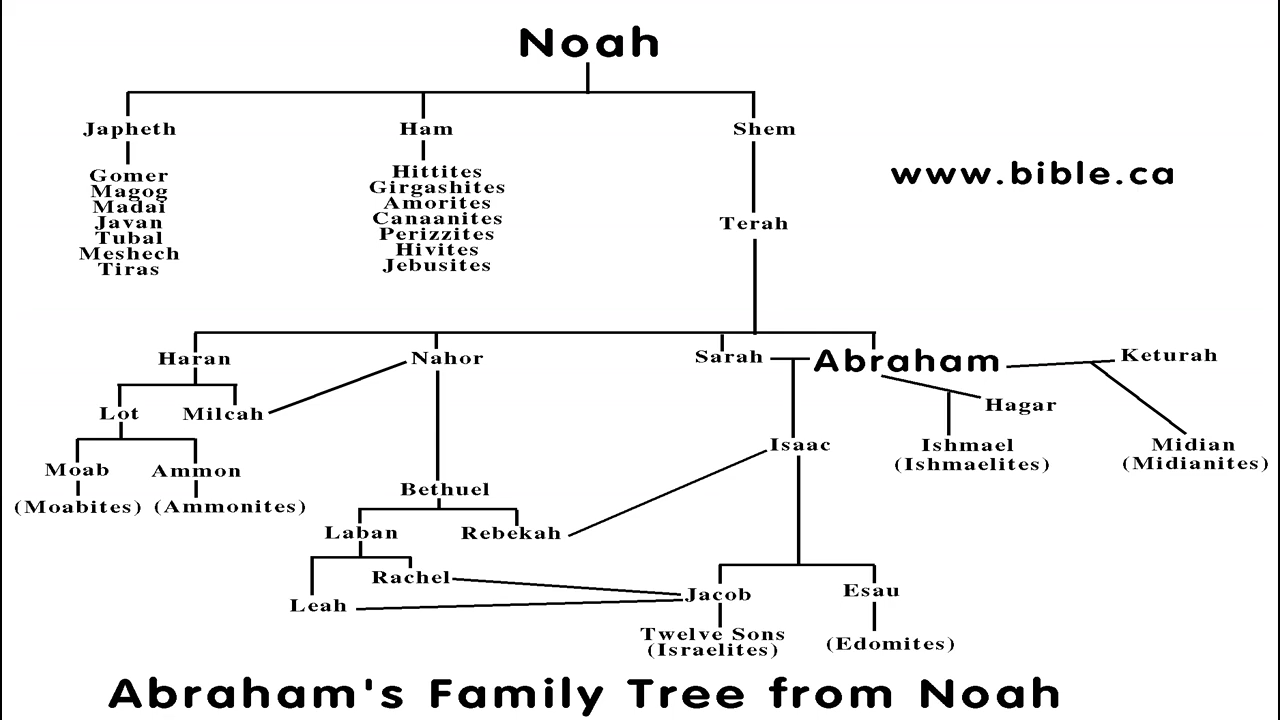 Noah
Japheth Ham Shem
Gomer
Magog
Madai
Javan
Tubal
Meshech
Tiras
Hittites
Girgashites
Amorites
Canaanites
Perizzites
Hivites
Jebusites
www.bible.ca
Terah
Haran Nahor Sarah Abraham Keturah
Lot Milcah Hagar
Isaac Ishmael Midian
(Ishmaelites) (Midianites)
Moab Ammon
(Moabites) (Ammonites)
Bethuel
Laban Rebekah
Rachel
Leah
Jacob Esau
Twelve Sons
(Israelites)
(Edomites)
Abraham's Family Tree from Noah